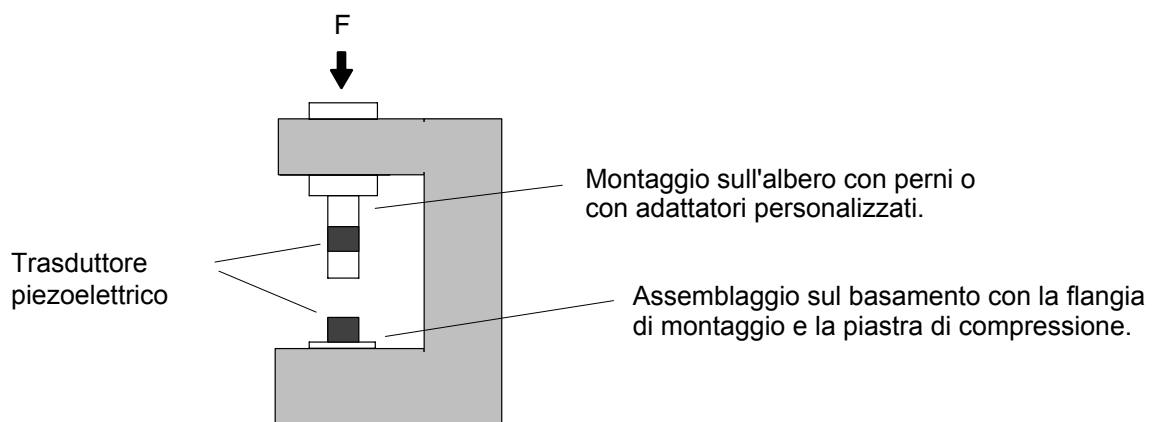 F
Montaggio sull'albero con perni o
con adattatori personalizzati.
Trasduttore
piezoelettrico
Assemblaggio sul basamento con la flangia
di montaggio e la piastra di compressione.